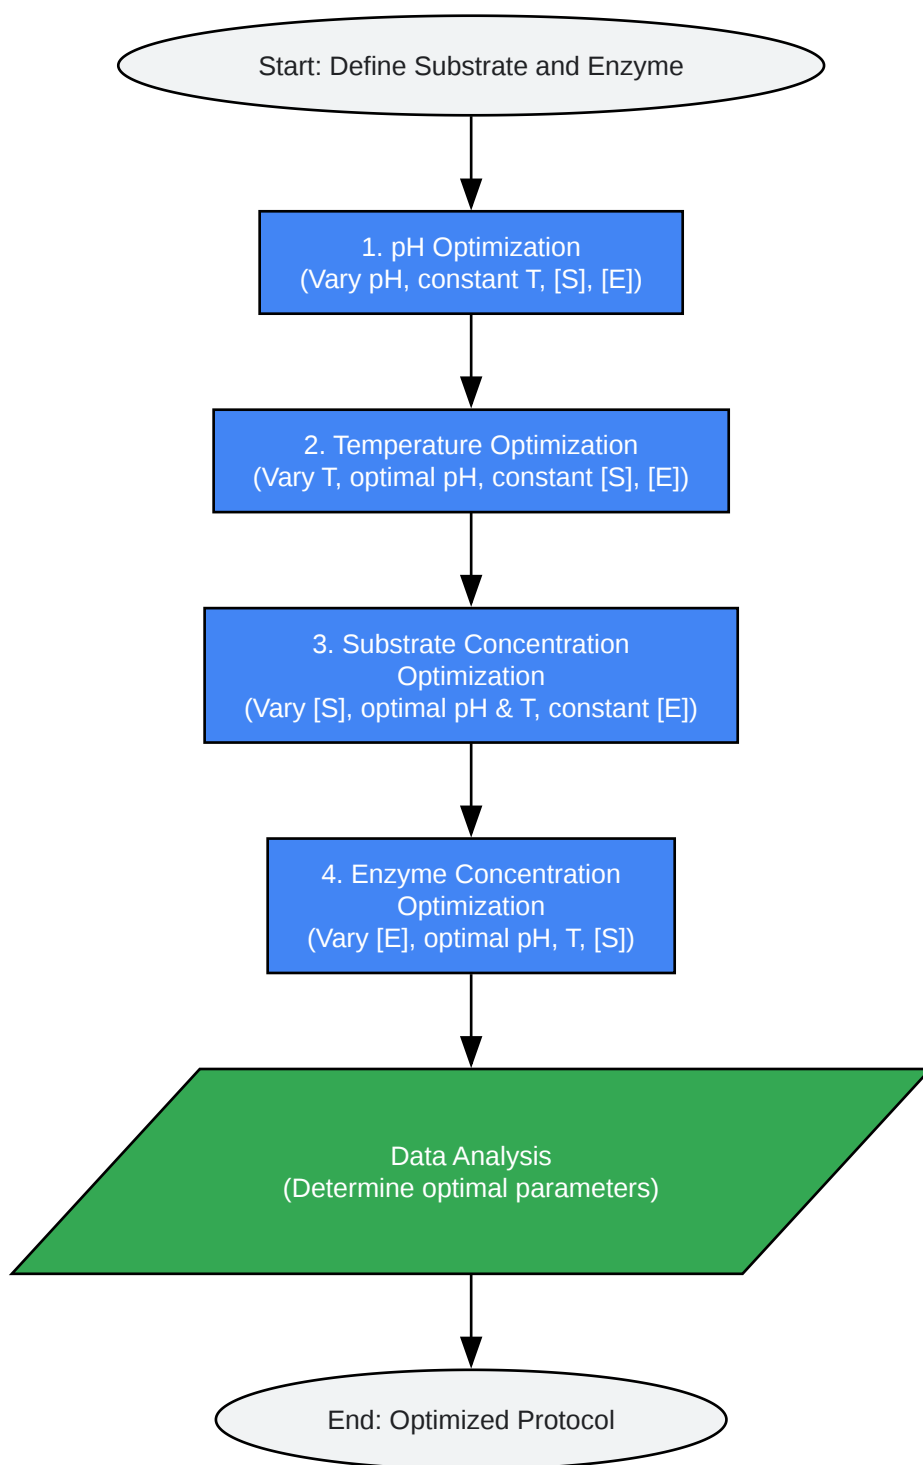 Start: Define Substrate and Enzyme
1. pH Optimization
(Vary pH, constant T, [S], [E])
2. Temperature Optimization
(Vary T, optimal pH, constant [S], [E])
3. Substrate Concentration
Optimization
(Vary [S], optimal pH & T, constant [E])
4. Enzyme Concentration
Optimization
(Vary [E], optimal pH, T, [S])
Data Analysis
(Determine optimal parameters)
End: Optimized Protocol